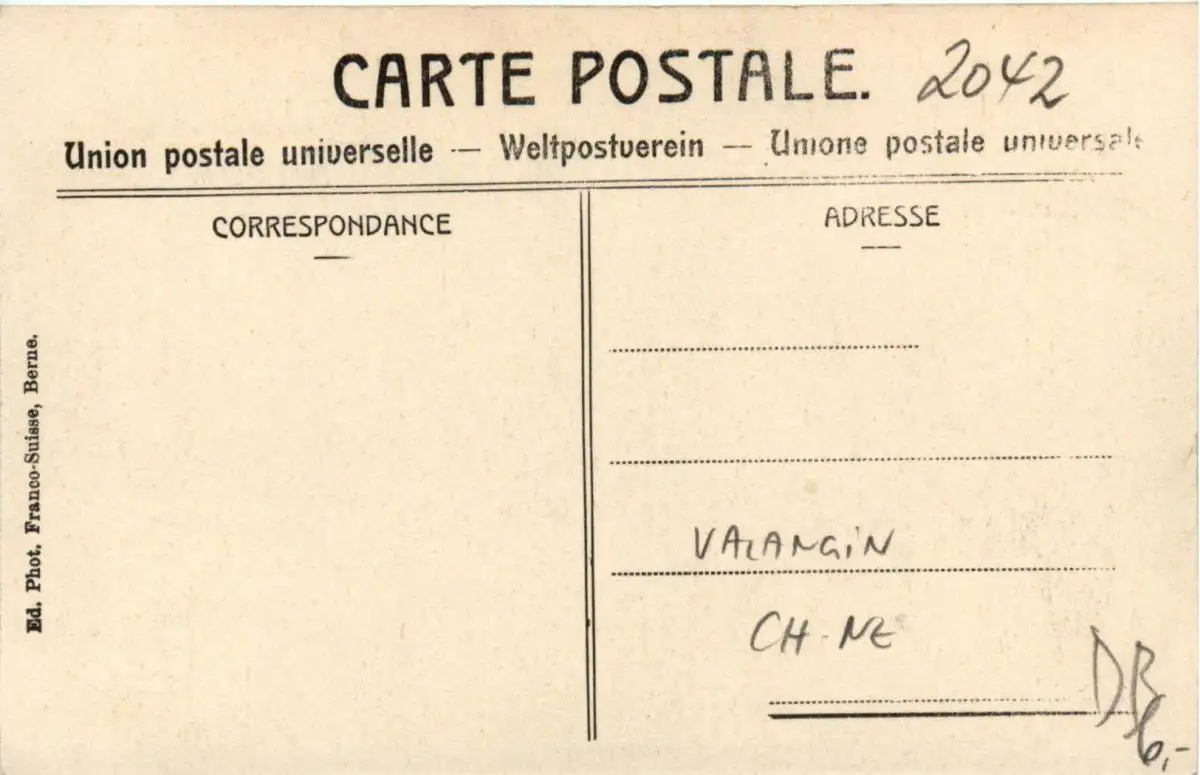 CARTE POSTALE. 2042
Union postale universelle — Weltpostverein — Unione postale universale
CORRESPONDANCE
ADRESSE
Ed. Phot. Franco-Suisse, Berne.
VALANGIN
CH-NE
DB
6,-